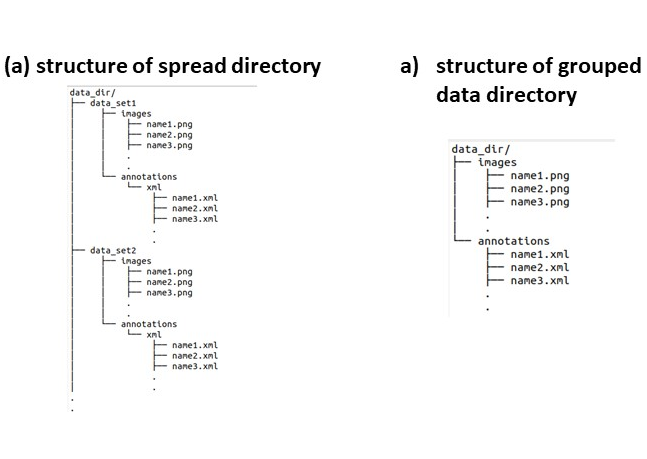 (a) structure of spread directory
data_dir/
data_set1
images
name1.png
name2.png
name3.png
.
.
annotations
xml
name1.xml
name2.xml
name3.xml
.
.
data_set2
images
name1.png
name2.png
name3.png
.
.
annotations
xml
name1.xml
name2.xml
name3.xml
.
.
.
.
a) structure of grouped
data directory
data_dir/
images
name1.png
name2.png
name3.png
.
.
annotations
name1.xml
name2.xml
name3.xml
.
.